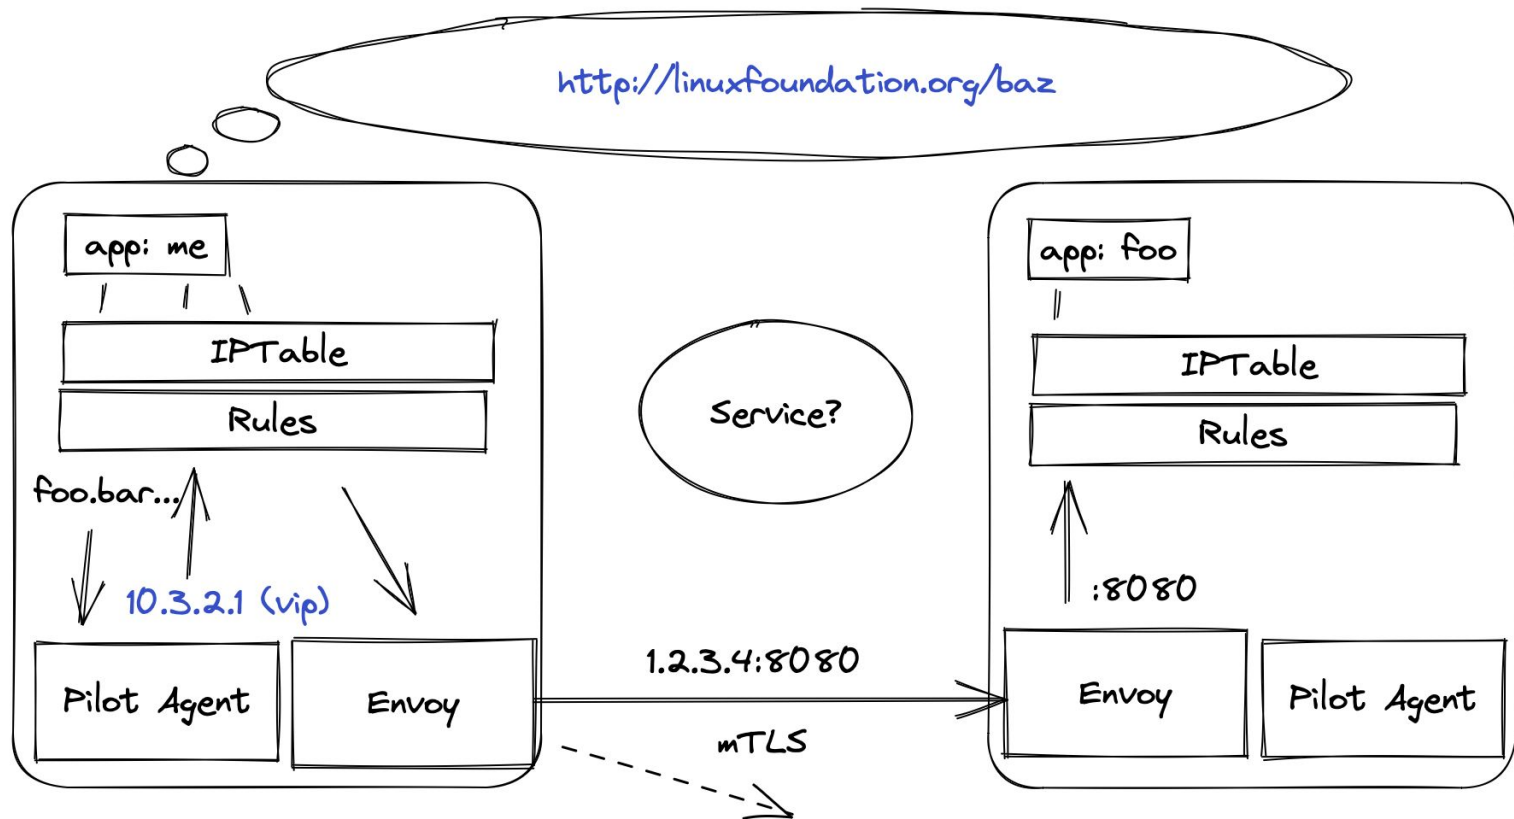 http://linuxfoundation.org/baz
app: me
IPTable
Rules
foo.bar...
10.3.2.1 (vip)
Pilot Agent
Envoy
Service?
1.2.3.4:8080
mTLS
app: foo
IPTable
Rules
:8080
Envoy
Pilot Agent